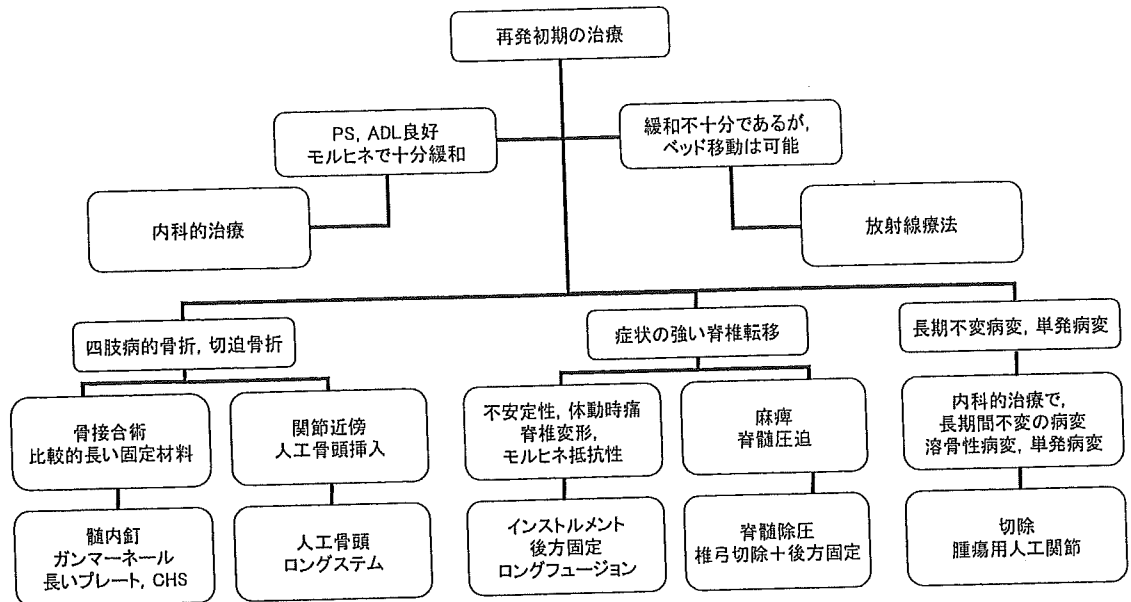 再発初期の治療
PS, ADL良好
モルヒネで十分緩和
緩和不十分であるが,
ベッド移動は可能
内科的治療
放射線療法
四肢病的骨折, 切迫骨折
症状の強い脊椎転移
長期不変病変, 単発病変
骨接合術
比較的長い固定材料
関節近傍
人工骨頭挿入
不安定性, 体動時痛
脊椎変形,
モルヒネ抵抗性
麻痺
脊髄圧迫
内科的治療で,
長期間不変の病変
溶骨性病変, 単発病変
髄内釘
ガンマーネール
長いプレート, CHS
人工骨頭
ロングステム
インストルメント
後方固定
ロングフュージョン
脊髄除圧
椎弓切除+後方固定
切除
腫瘍用人工関節